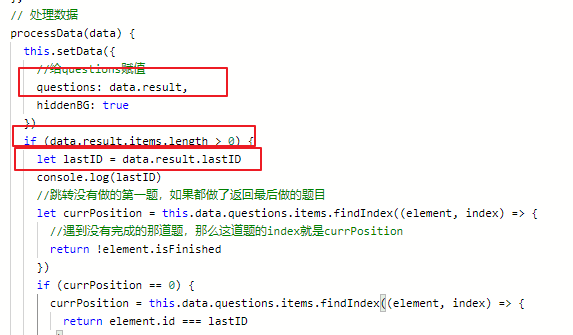 },
// 处理数据
processData(data) {
this.setData({
//给questions赋值
questions: data.result,
hiddenBG: true
})
if (data.result.items.length > 0) {
let lastID = data.result.lastID
console.log(lastID)
//跳转没有做的第一题，如果都做了返回最后做的题目
let currPosition = this.data.questions.items.findIndex((element, index) => {
//遇到没有完成的那道题，那么这道题的index就是currPosition
return !element.isFinished
})
if (currPosition == 0) {
currPosition = this.data.questions.items.findIndex((element, index) => {
return element.id === lastID